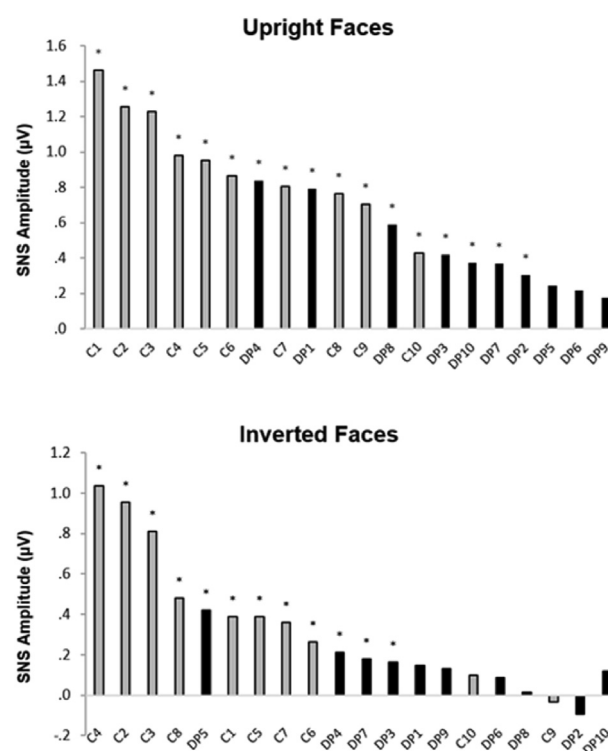 Upright Faces
SNS Amplitude (µV)
1.6
1.4
1.2
1.0
.8
.6
.4
.2
.0
* * * * * * * * * * * * * * * * *
C1 C2 C3 C4 C5 C6 DP4 C7 DP1 C8 C9 DP8 C10 DP3 DP10 DP7 DP2 DP5 DP6 DP9
Inverted Faces
SNS Amplitude (µV)
1.2
1.0
.8
.6
.4
.2
.0
-.2
* * * * * * * * * * * *
C4 C2 C3 C8 DP5 C1 C5 C7 C6 DP4 DP7 DP3 DP1 DP9 C10 DP6 DP8 C9 DP2 DP10